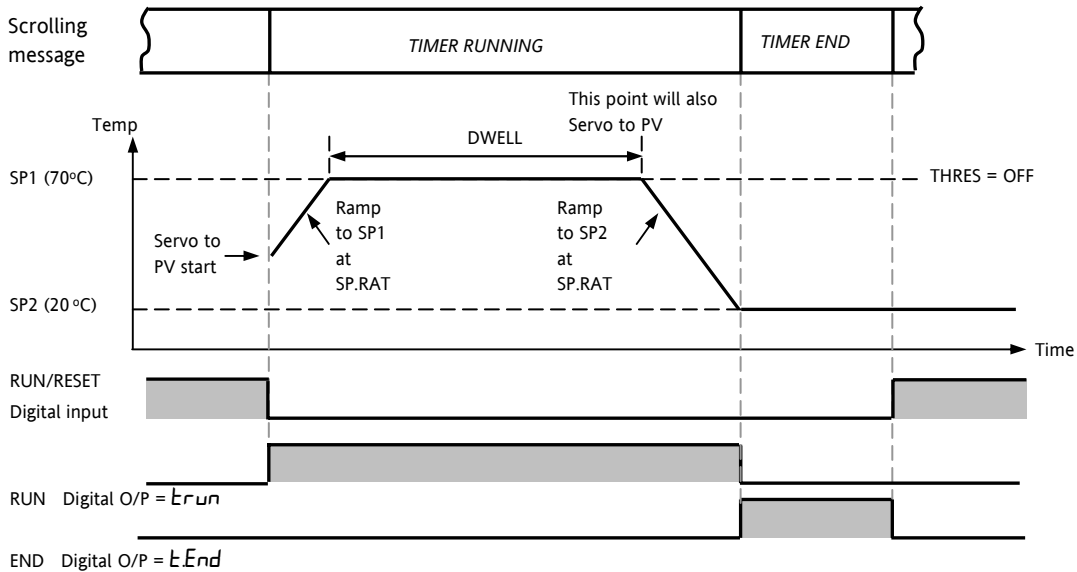 Scrolling
message
TIMER RUNNING
TIMER END
This point will also
Servo to PV
Temp
DWELL
SP1 (70ºC)
THRES = OFF
Ramp
to SP1
at
SP.RAT
Ramp
to SP2
at
SP.RAT
Servo to
PV start
SP2 (20 ºC)
Time
RUN/RESET
Digital input
RUN Digital O/P = trun
END Digital O/P = t.End